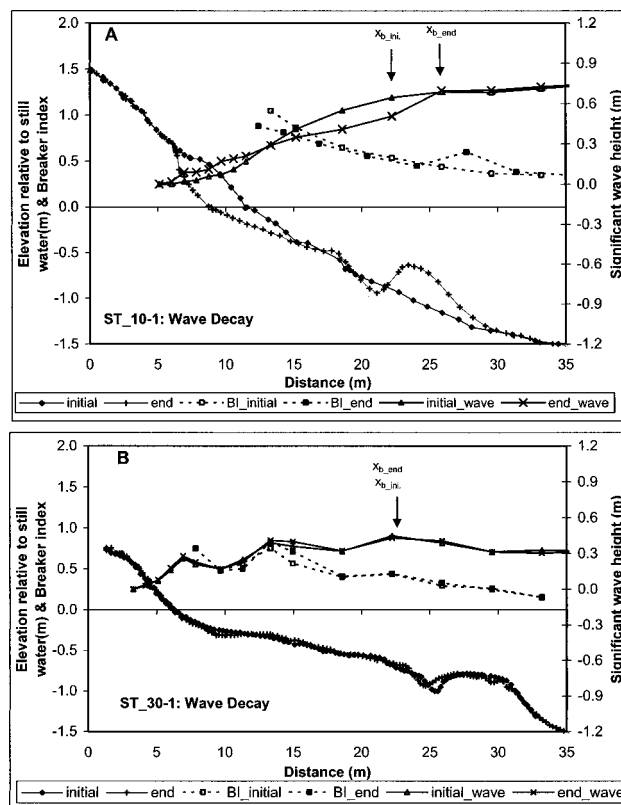 A
X_b_ini.
X_b_end
2.0
1.5
1.0
0.5
0.0
-0.5
-1.0
-1.5
1.2
0.9
0.6
0.3
0
-0.3
-0.6
-0.9
-1.2
Elevation relative to still
water(m) & Breaker index
Significant wave height (m)
ST_10-1: Wave Decay
0 5 10 15 20 25 30 35
Distance (m)
initial end BI_initial BI_end initial_wave end_wave
B
X_b_end
X_b_ini.
2.0
1.5
1.0
0.5
0.0
-0.5
-1.0
-1.5
1.2
0.9
0.6
0.3
0.0
-0.3
-0.6
-0.9
-1.2
Elevation relative to still
water(m) & Breaker index
Significant wave height (m)
ST_30-1: Wave Decay
0 5 10 15 20 25 30 35
Distance (m)
initial end BI_initial BI_end initial_wave end_wave